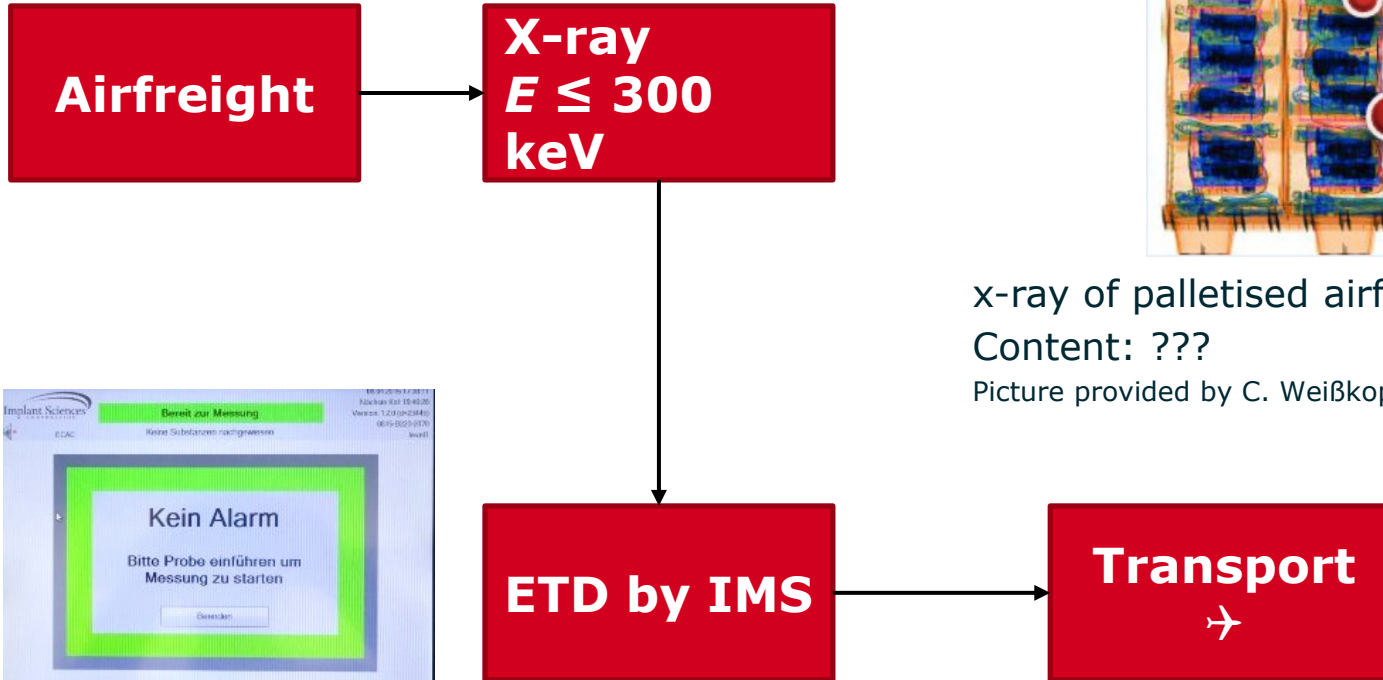 Airfreight
X-ray
E ≤ 300
keV
x-ray of palletised airf
Content: ???
Picture provided by C. Weißkop
Implant Sciences
Bereit zur Messung
ECAC
Keine Substanzen nachgewiesen
Kein Alarm
Bitte Probe einführen um
Messung zu starten
Beenden
ETD by IMS
Transport
✈